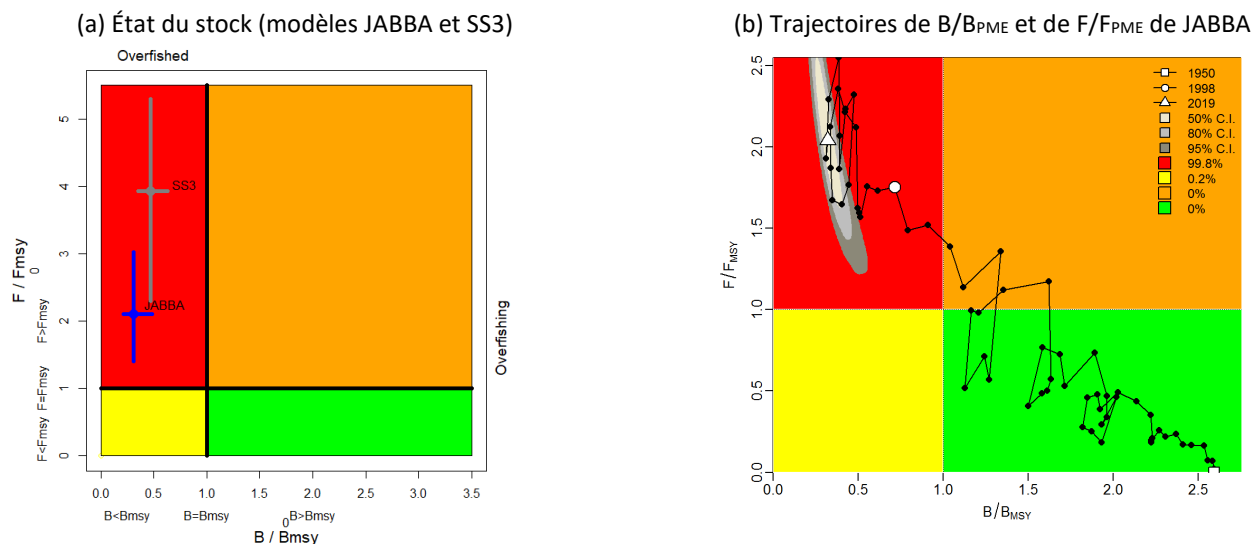 (a) État du stock (modèles JABBA et SS3)
Overfished
F / Fmsy
0
F<Fmsy F=Fmsy F>Fmsy
5
4
3
2
1
0
SS3
JABBA
Overfishing
0.0 0.5 1.0 1.5 2.0 2.5 3.0 3.5
B<Bmsy B=Bmsy 0 B>Bmsy
B / Bmsy
(b) Trajectoires de B/BPME et de F/FPME de JABBA
F/FMSY
2.5
2.0
1.5
1.0
0.5
0.0
1950
1998
2019
50% C.I.
80% C.I.
95% C.I.
99.8%
0.2%
0%
0%
0.0 0.5 1.0 1.5 2.0 2.5
B/BMSY